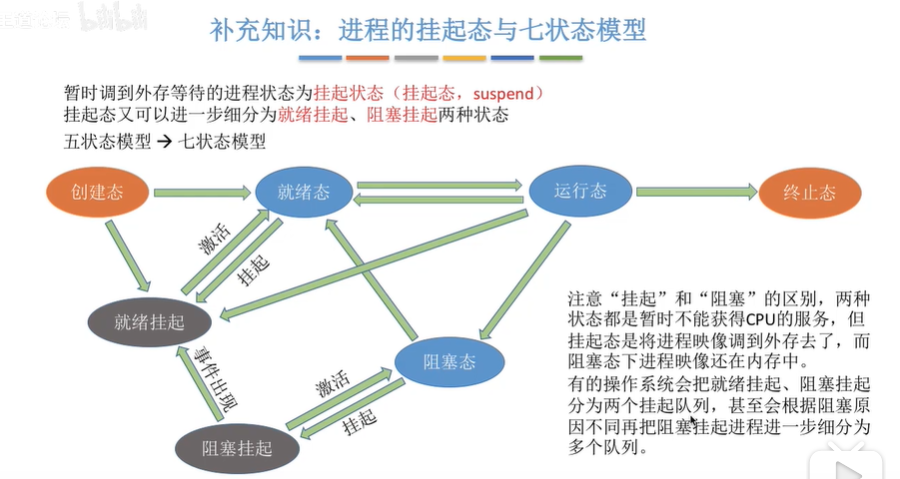 补充知识：进程的挂起态与七状态模型
暂时调到外存等待的进程状态为挂起状态（挂起态，suspend）
挂起态又可以进一步细分为就绪挂起、阻塞挂起两种状态
五状态模型→七状态模型
创建态
就绪态
运行态
终止态
激活
挂起
就绪挂起
阻塞态
事件出现
激活
挂起
阻塞挂起
注意“挂起”和“阻塞”的区别，两种
状态都是暂时不能获得CPU的服务，但
挂起态是将进程映像调到外存去了，而
阻塞态下进程映像还在内存中。
有的操作系统会把就绪挂起、阻塞挂起
分为两个挂起队列，甚至会根据阻塞原
因不同再把阻塞挂起进程进一步细分为
多个队列。